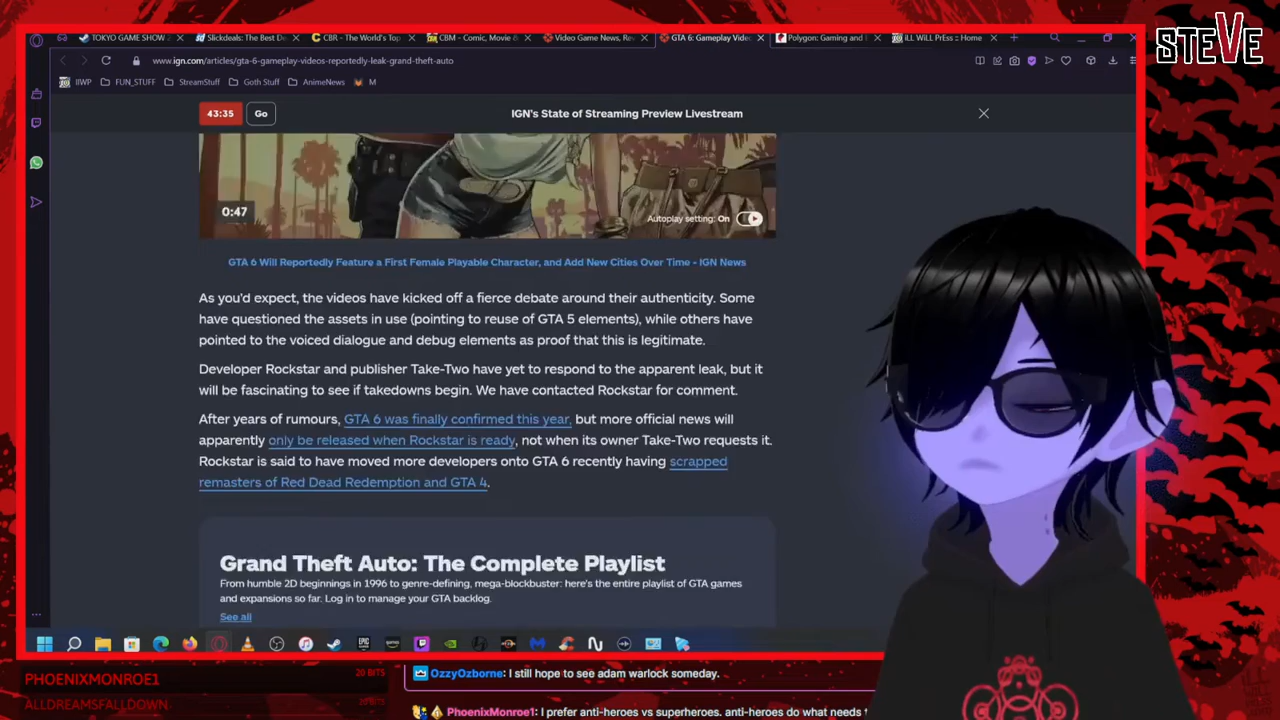 STEVE
TOKYO GAME SHOW 2
Slickdeals: The Best De
CBR - The World's Top
CBM - Comic, Movie &
Video Game News, Rev
GTA 6: Gameplay Vide
Polygon: Gaming and
iLL WiLL PrEss :: Home
www.ign.com/articles/gta-6-gameplay-videos-reportedly-leak-grand-theft-auto
IIWP
FUN_STUFF
StreamStuff
Goth Stuff
AnimeNews
M
43:35
Go
IGN's State of Streaming Preview Livestream
0:47
Autoplay setting: On
GTA 6 Will Reportedly Feature a First Female Playable Character, and Add New Cities Over Time - IGN News
As you'd expect, the videos have kicked off a fierce debate around their authenticity. Some
have questioned the assets in use (pointing to reuse of GTA 5 elements), while others have
pointed to the voiced dialogue and debug elements as proof that this is legitimate.
Developer Rockstar and publisher Take-Two have yet to respond to the apparent leak, but it
will be fascinating to see if takedowns begin. We have contacted Rockstar for comment.
After years of rumours, GTA 6 was finally confirmed this year, but more official news will
apparently only be released when Rockstar is ready, not when its owner Take-Two requests it.
Rockstar is said to have moved more developers onto GTA 6 recently having scrapped
remasters of Red Dead Redemption and GTA 4.
Grand Theft Auto: The Complete Playlist
From humble 2D beginnings in 1996 to genre-defining, mega-blockbuster: here's the entire playlist of GTA games
and expansions so far. Log in to manage your GTA backlog.
See all
PHOENIXMONROE1 20 BITS
ALLDREAMSFALLDOWN 20 BITS
OzzyOzborne: I still hope to see adam warlock someday.
PhoenixMonroe1: I prefer anti-heroes vs superheroes. anti-heroes do what needs t